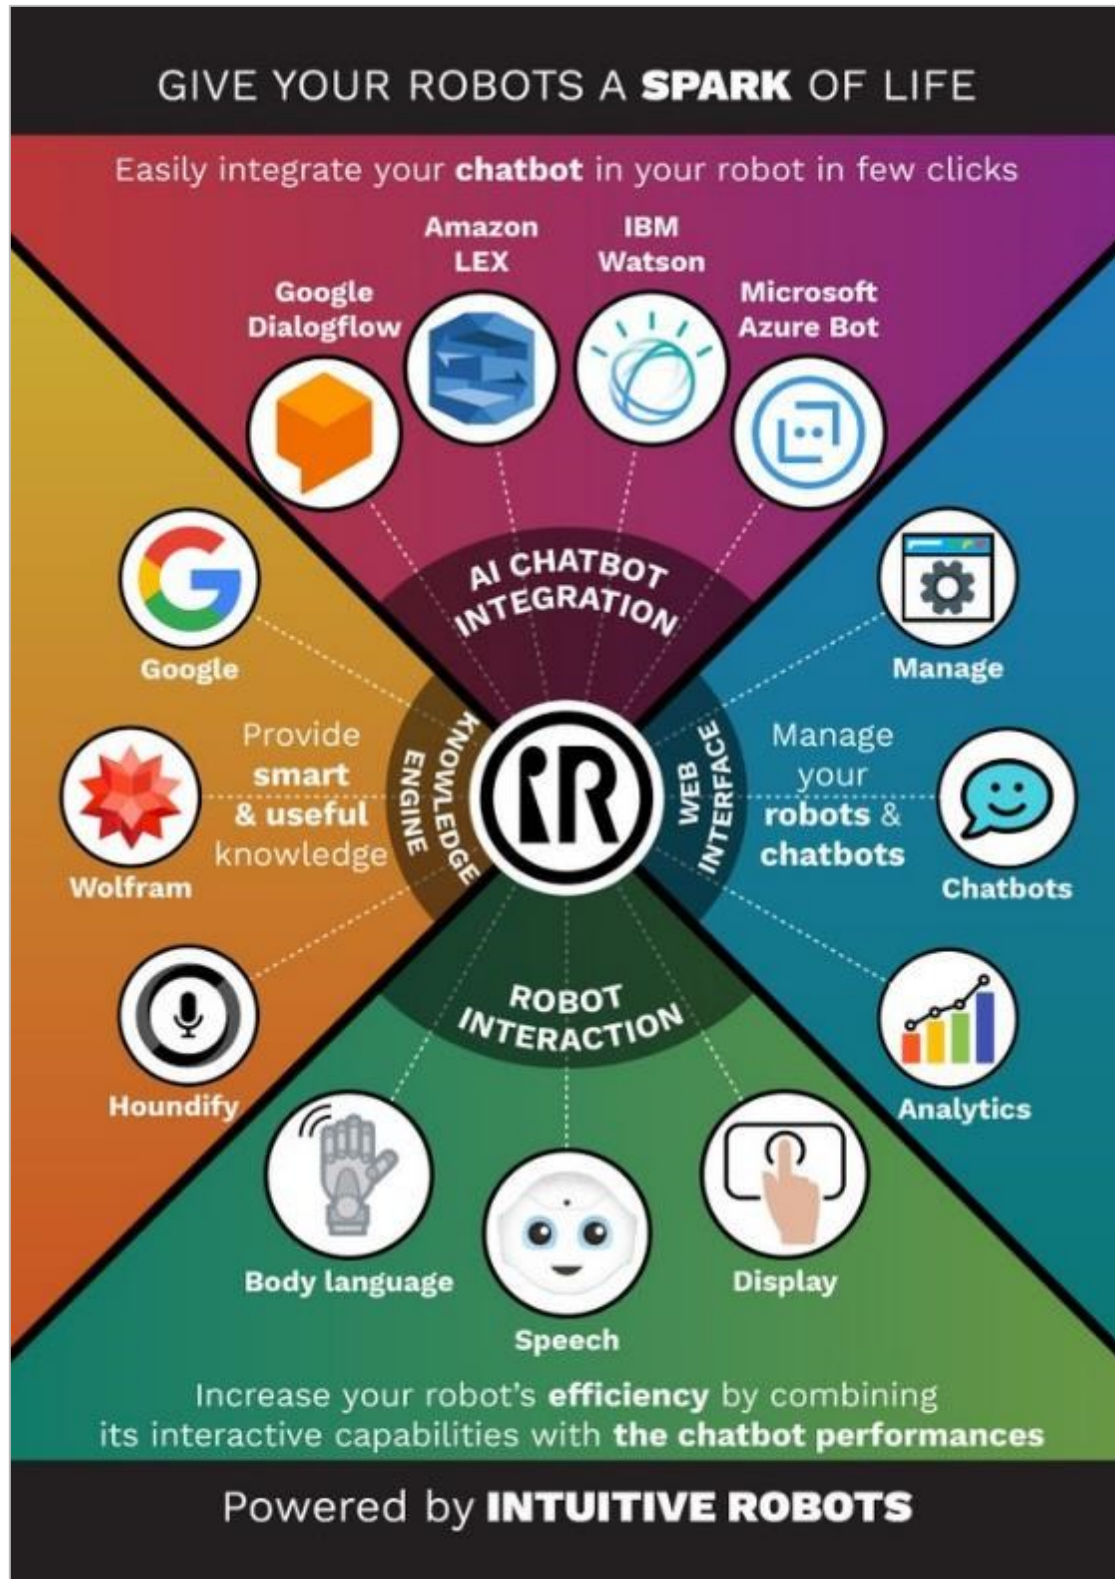 GIVE YOUR ROBOTS A SPARK OF LIFE
Easily integrate your chatbot in your robot in few clicks
Google
Dialogflow
Amazon
LEX
IBM
Watson
Microsoft
Azure Bot
AI CHATBOT
INTEGRATION
Google
Wolfram
Houndify
Provide
smart
& useful
knowledge
KNOWLEDGE
ENGINE
iR
WEB
INTERFACE
Manage
your
robots &
chatbots
Manage
Chatbots
Analytics
ROBOT
INTERACTION
Body language
Speech
Display
Increase your robot's efficiency by combining
its interactive capabilities with the chatbot performances
Powered by INTUITIVE ROBOTS